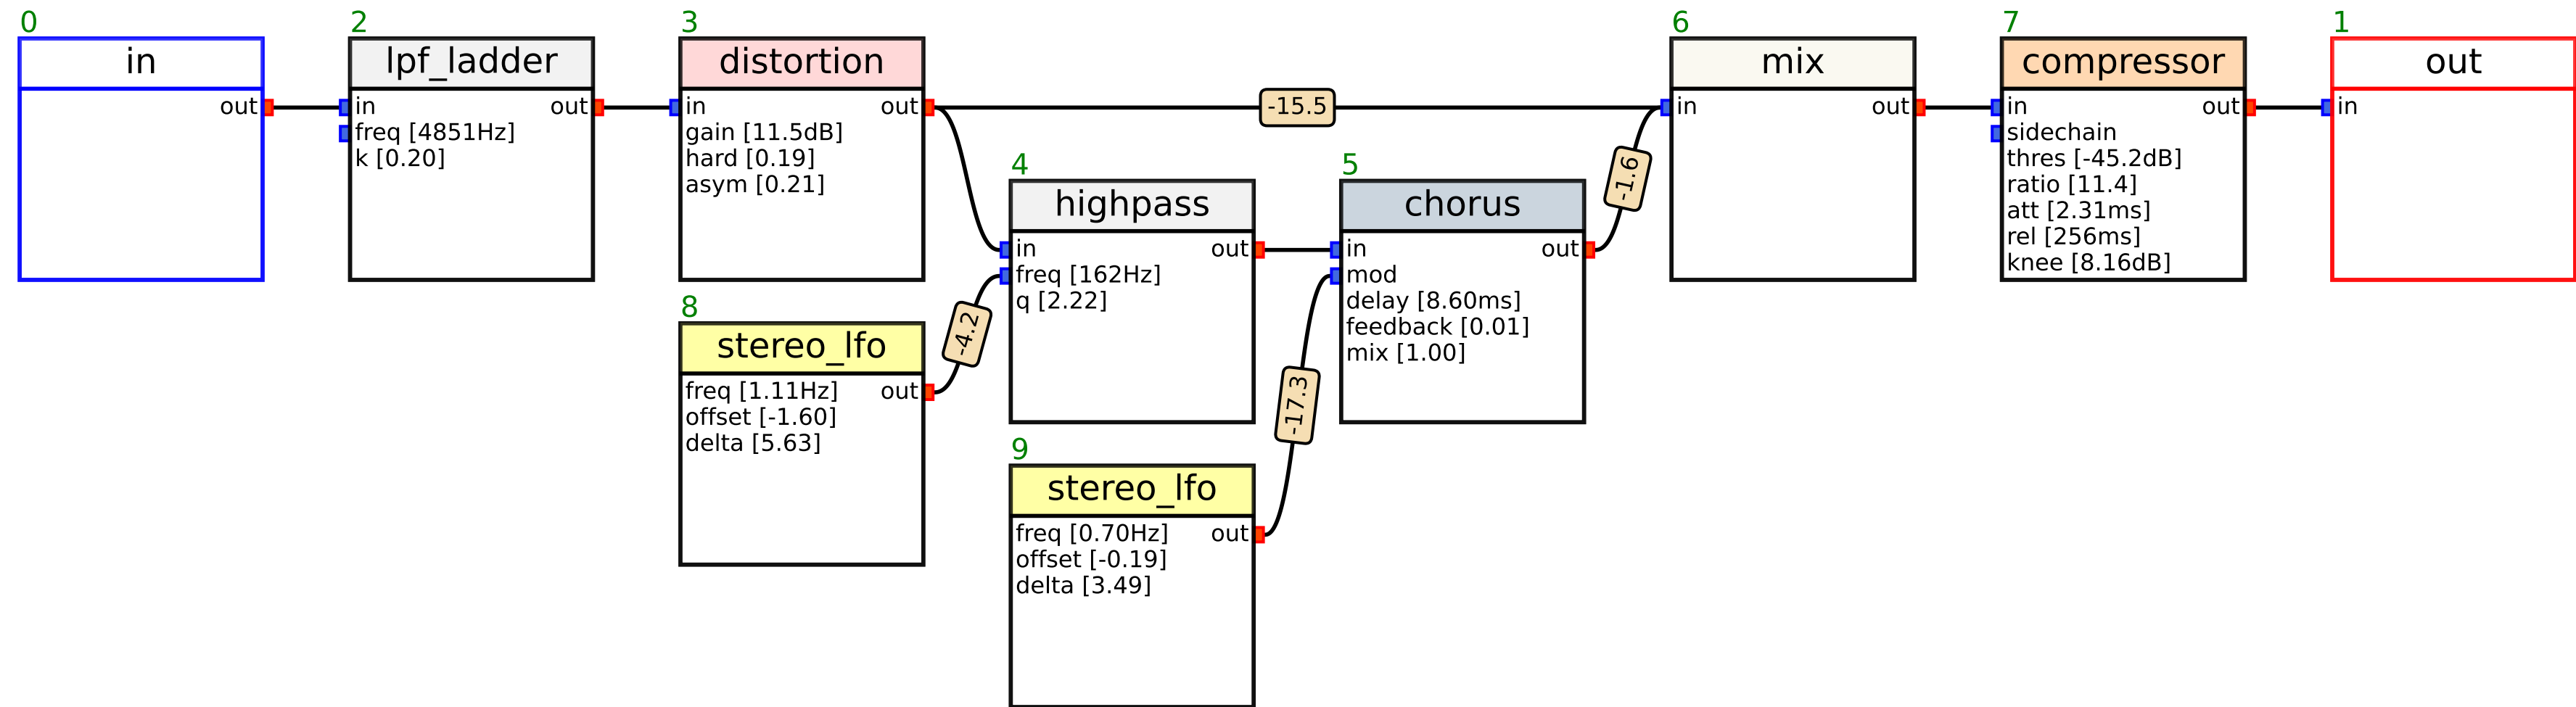 0
in
out
2
lpf_ladder
in out
freq [4851Hz]
k [0.20]
3
distortion
in out
gain [11.5dB]
hard [0.19]
asym [0.21]
-15.5
4
highpass
in out
freq [162Hz]
q [2.22]
5
chorus
in out
mod
delay [8.60ms]
feedback [0.01]
mix [1.00]
-1.6
6
mix
in out
7
compressor
in out
sidechain
thres [-45.2dB]
ratio [11.4]
att [2.31ms]
rel [256ms]
knee [8.16dB]
1
out
in
8
stereo_lfo
freq [1.11Hz] out
offset [-1.60]
delta [5.63]
-4.2
9
stereo_lfo
freq [0.70Hz] out
offset [-0.19]
delta [3.49]
-17.3